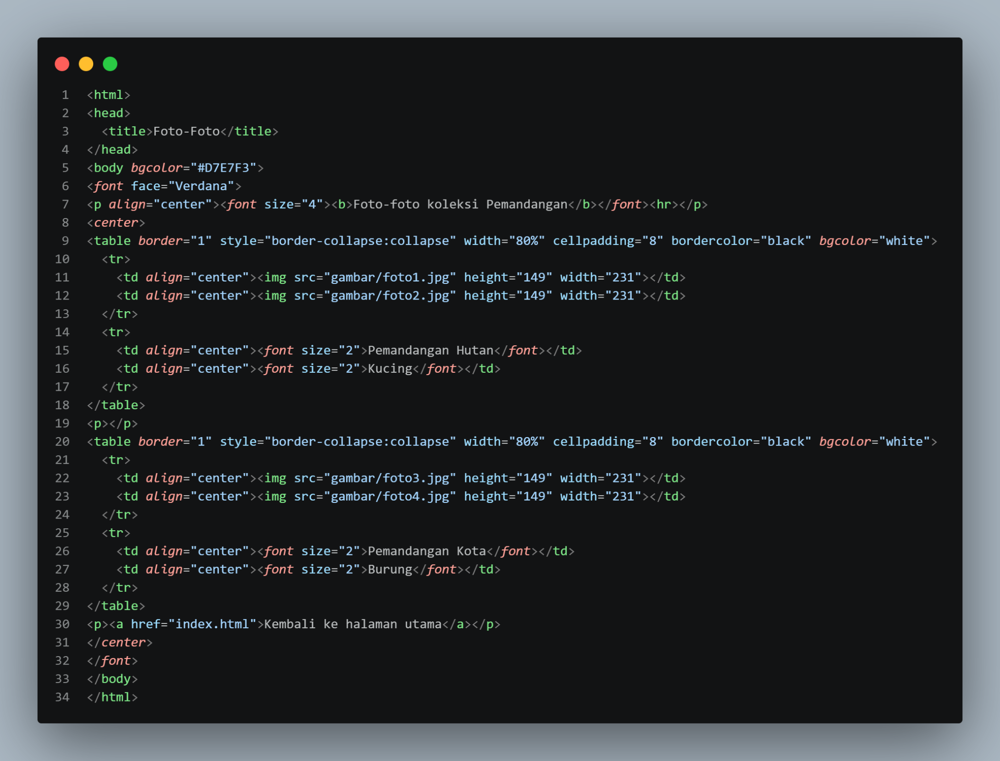 1 <html>
2 <head>
3   <title>Foto-Foto</title>
4 </head>
5 <body bgcolor="#D7E7F3">
6 <font face="Verdana">
7 <p align="center"><font size="4"><b>Foto-foto koleksi Pemandangan</b></font><hr></p>
8 <center>
9 <table border="1" style="border-collapse:collapse" width="80%" cellpadding="8" bordercolor="black" bgcolor="white">
10   <tr>
11     <td align="center"><img src="gambar/foto1.jpg" height="149" width="231"></td>
12     <td align="center"><img src="gambar/foto2.jpg" height="149" width="231"></td>
13   </tr>
14   <tr>
15     <td align="center"><font size="2">Pemandangan Hutan</font></td>
16     <td align="center"><font size="2">Kucing</font></td>
17   </tr>
18 </table>
19 <p></p>
20 <table border="1" style="border-collapse:collapse" width="80%" cellpadding="8" bordercolor="black" bgcolor="white">
21   <tr>
22     <td align="center"><img src="gambar/foto3.jpg" height="149" width="231"></td>
23     <td align="center"><img src="gambar/foto4.jpg" height="149" width="231"></td>
24   </tr>
25   <tr>
26     <td align="center"><font size="2">Pemandangan Kota</font></td>
27     <td align="center"><font size="2">Burung</font></td>
28   </tr>
29 </table>
30 <p><a href="index.html">Kembali ke halaman utama</a></p>
31 </center>
32 </font>
33 </body>
34 </html>